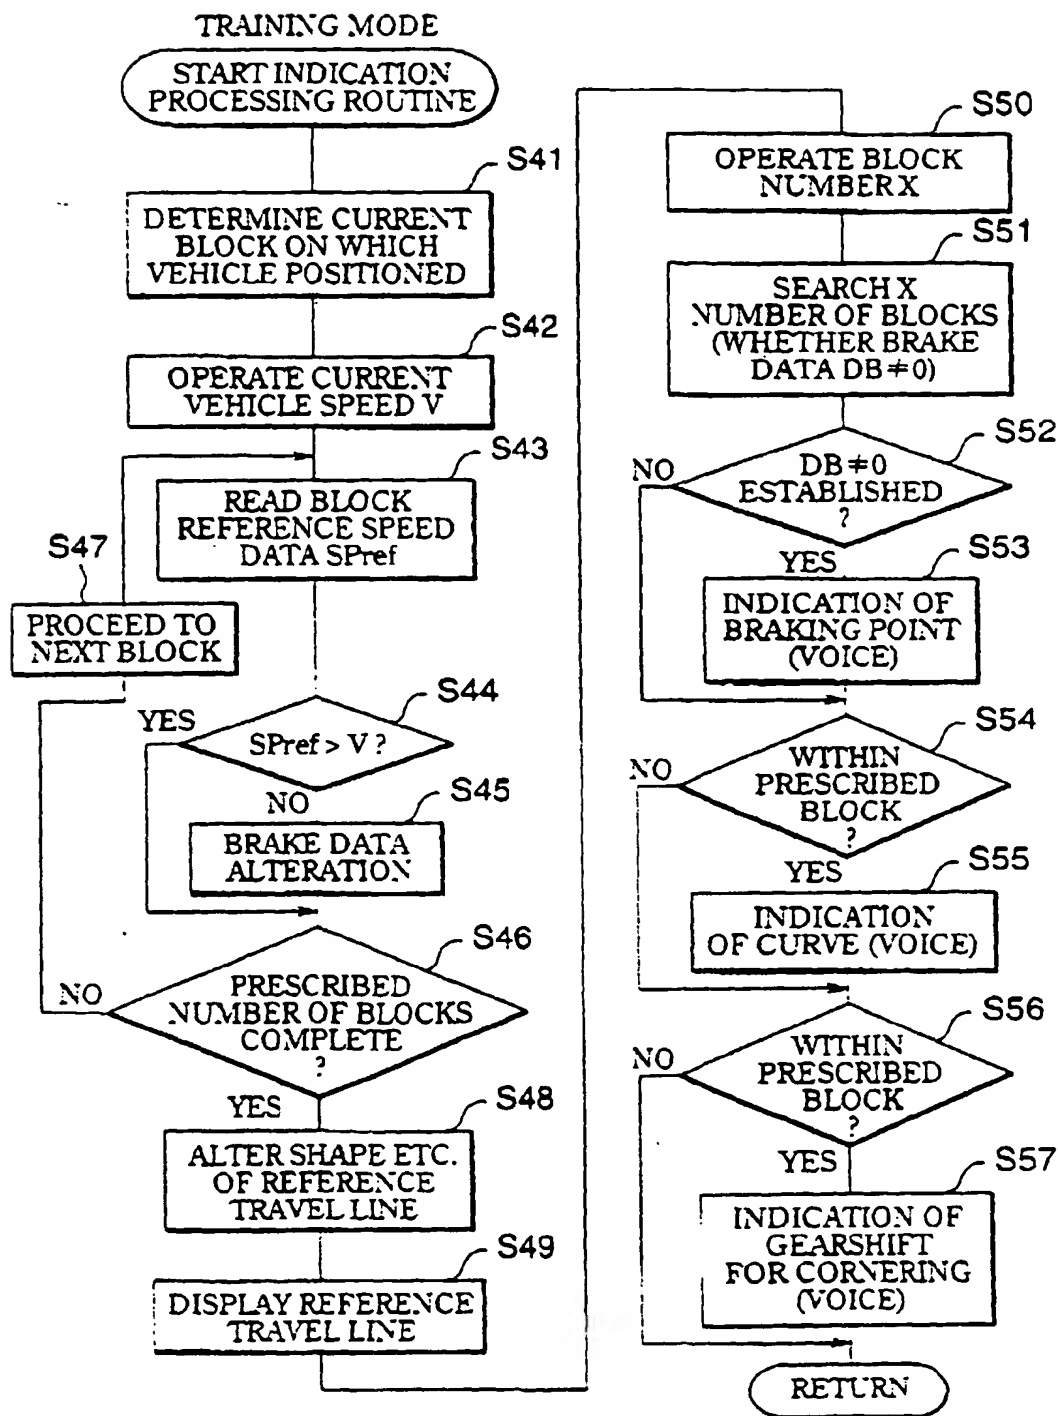 TRAINING MODE
START INDICATION
PROCESSING ROUTINE
S41
DETERMINE CURRENT
BLOCK ON WHICH
VEHICLE POSITIONED
S42
OPERATE CURRENT
VEHICLE SPEED V
S43
READ BLOCK
REFERENCE SPEED
DATA SPref
S47
PROCEED TO
NEXT BLOCK
S44
YES
SPref > V ?
NO
S45
BRAKE DATA
ALTERATION
S46
NO
PRESCRIBED
NUMBER OF BLOCKS
COMPLETE
?
YES
S48
ALTER SHAPE ETC.
OF REFERENCE
TRAVEL LINE
S49
DISPLAY REFERENCE
TRAVEL LINE
S50
OPERATE BLOCK
NUMBER X
S51
SEARCH X
NUMBER OF BLOCKS
(WHETHER BRAKE
DATA DB≠0)
S52
NO
DB≠0
ESTABLISHED
?
YES
S53
INDICATION OF
BRAKING POINT
(VOICE)
S54
NO
WITHIN
PRESCRIBED
BLOCK
?
YES
S55
INDICATION
OF CURVE (VOICE)
S56
NO
WITHIN
PRESCRIBED
BLOCK
?
YES
S57
INDICATION OF
GEARSHIFT
FOR CORNERING
(VOICE)
RETURN